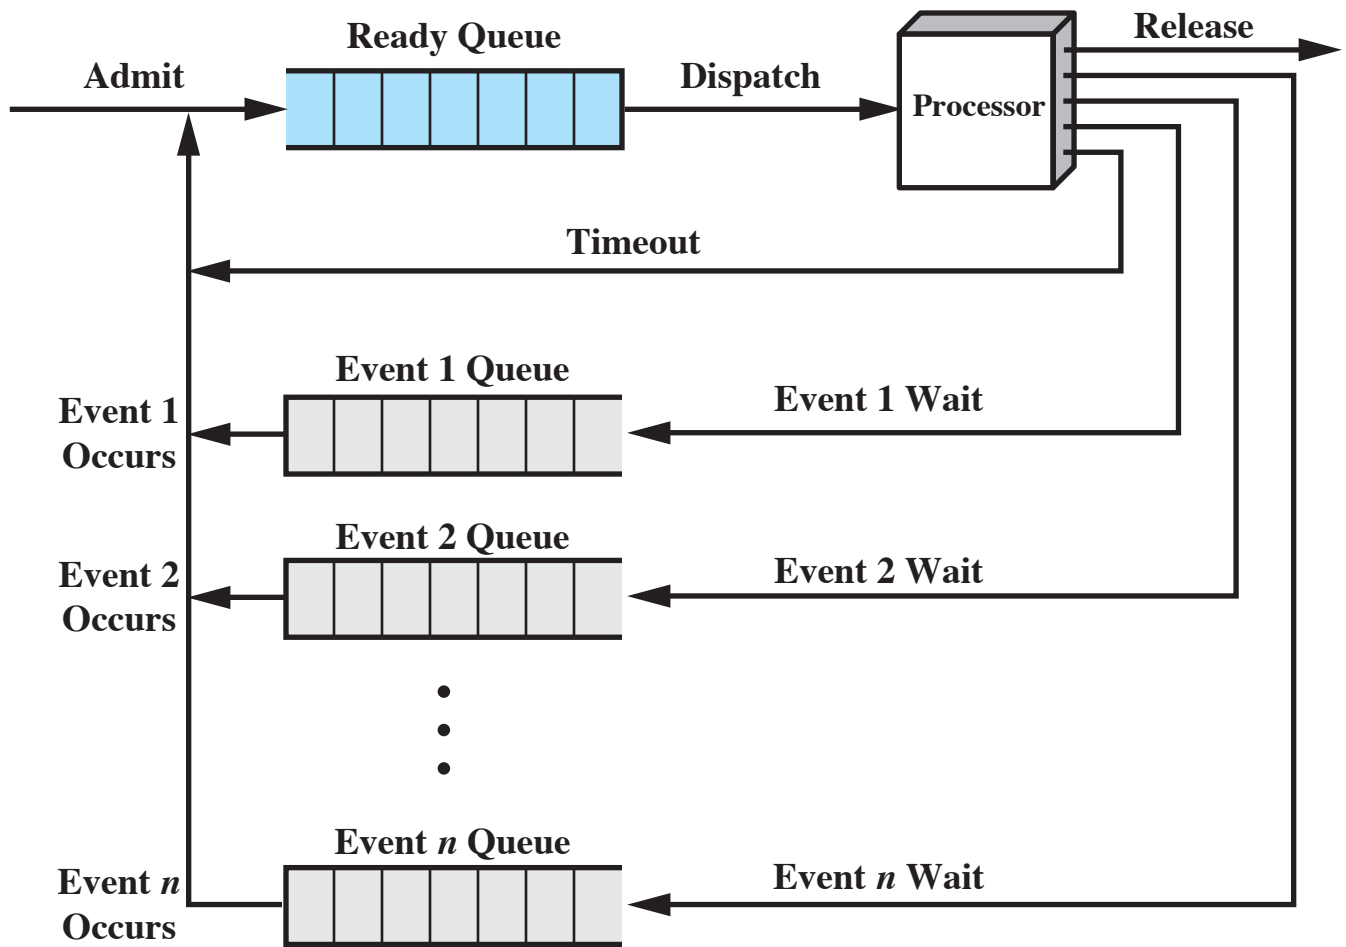 Ready Queue
Release
Admit
Dispatch
Processor
Timeout
Event 1 Queue
Event 1
Occurs
Event 1 Wait
Event 2 Queue
Event 2
Occurs
Event 2 Wait
Event n Queue
Event n
Occurs
Event n Wait